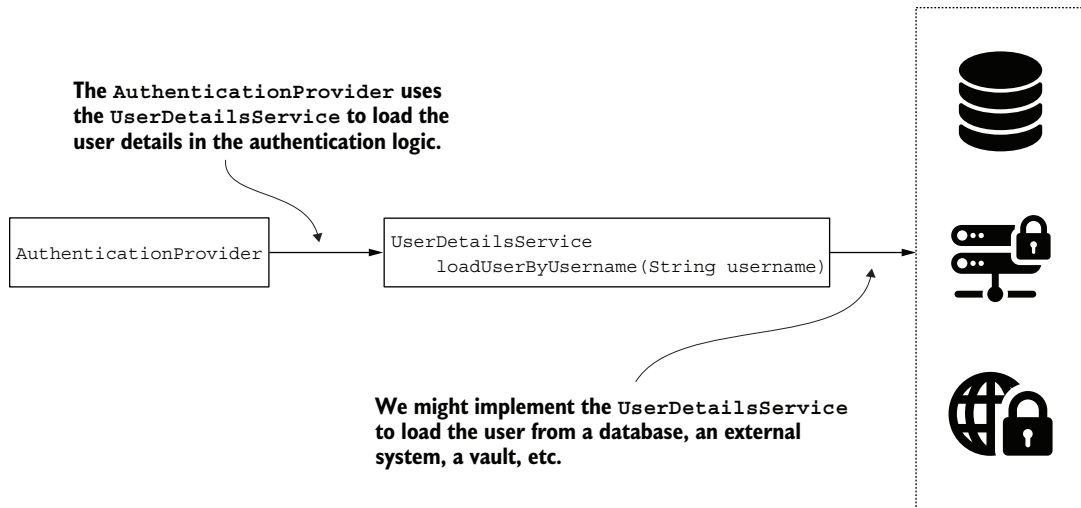 The AuthenticationProvider uses
the UserDetailsService to load the
user details in the authentication logic.
AuthenticationProvider
UserDetailsService
loadUserByUsername(String username)
We might implement the UserDetailsService
to load the user from a database, an external
system, a vault, etc.